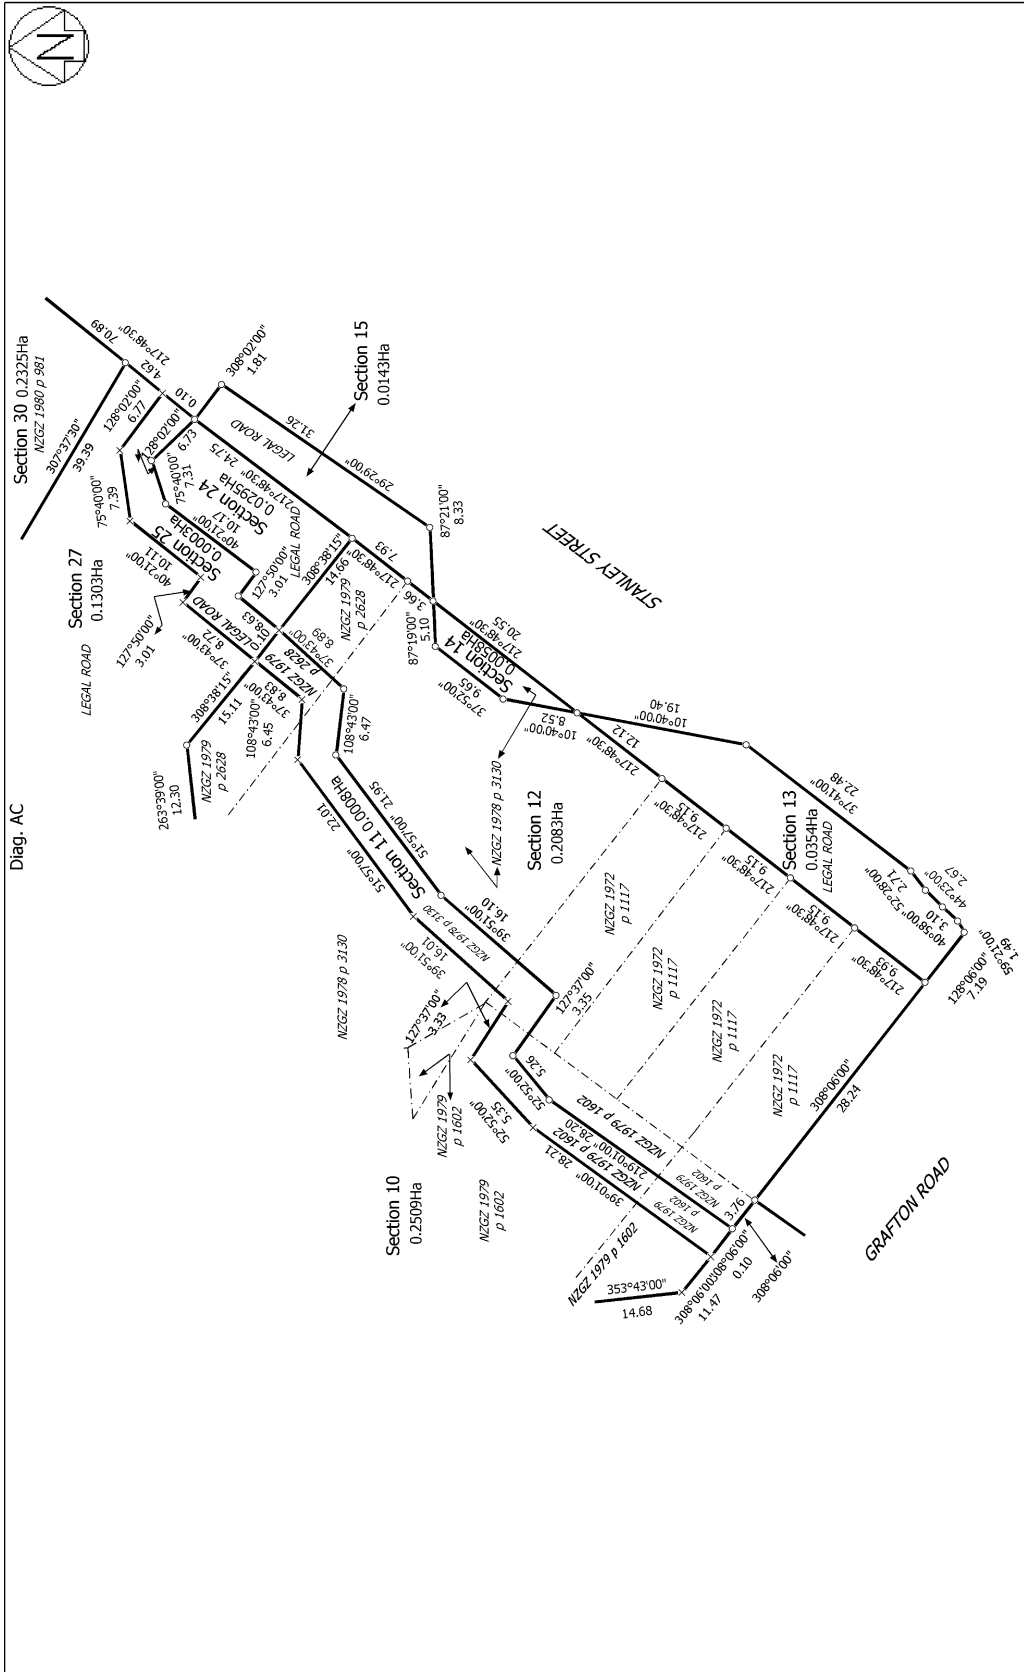 N
Diag. AC
Section 30 0.2325Ha
NZGZ 1980 p 981
307°37'30"
39.39
70.89
217°48'30"
4.62
128°02'00"
6.77
0.10
308°02'00"
1.81
128°02'00"
6.73
75°40'00"
7.39
75°40'00"
7.31
Section 27
0.1303Ha
LEGAL ROAD
40°21'00"
10.11
Section 25
0.0003Ha
40°21'00"
10.17
Section 24
0.0295Ha
217°48'30"
24.75
LEGAL ROAD
31.26
29°29'00"
Section 15
0.0143Ha
127°50'00"
3.01
37°43'00"
8.72
LEGAL ROAD
127°50'00"
3.01
LEGAL ROAD
8.63
0.10
308°38'15"
14.66
NZGZ 1979
p 2628
217°48'30"
7.93
87°21'00"
8.33
3.66
308°38'15"
15.11
37°43'00"
8.83
NZGZ 1979
p 2628
37°43'00"
8.89
263°39'00"
12.30
NZGZ 1979
p 2628
108°43'00"
6.45
108°43'00"
6.47
87°19'00"
5.10
217°48'30"
20.55
Section 14
0.0058Ha
37°52'00"
9.65
STANLEY STREET
51°57'00"
22.01
Section 11 0.0008Ha
51°57'00"
21.95
10°40'00"
8.52
10°40'00"
19.40
217°48'30"
12.12
NZGZ 1978 p 3130
Section 12
0.2083Ha
NZGZ 1978 p 3130
39°51'00"
16.01
NZGZ 1978 p 3130
39°51'00"
16.10
217°48'30"
9.15
217°48'30"
9.15
217°48'30"
9.15
217°48'30"
9.93
37°41'00"
22.48
Section 13
0.0354Ha
LEGAL ROAD
NZGZ 1972
p 1117
NZGZ 1972
p 1117
NZGZ 1972
p 1117
NZGZ 1972
p 1117
52°28'00"
2.71
44°23'00"
2.67
40°58'00"
3.10
59°21'00"
1.49
128°06'00"
7.19
127°37'00"
3.33
127°37'00"
3.35
NZGZ 1979
p 1602
52°52'00"
5.35
52°52'00"
5.26
Section 10
0.2509Ha
NZGZ 1979
p 1602
39°01'00"
28.21
NZGZ 1979 p 1602
219°01'00"
28.20
NZGZ 1979 p 1602
NZGZ 1979
p 1602
NZGZ 1979
p 1602
308°06'00"
28.24
3.76
NZGZ 1979 p 1602
353°43'00"
14.68
308°06'00"
11.47
308°06'00"
0.10
308°06'00"
GRAFTON ROAD